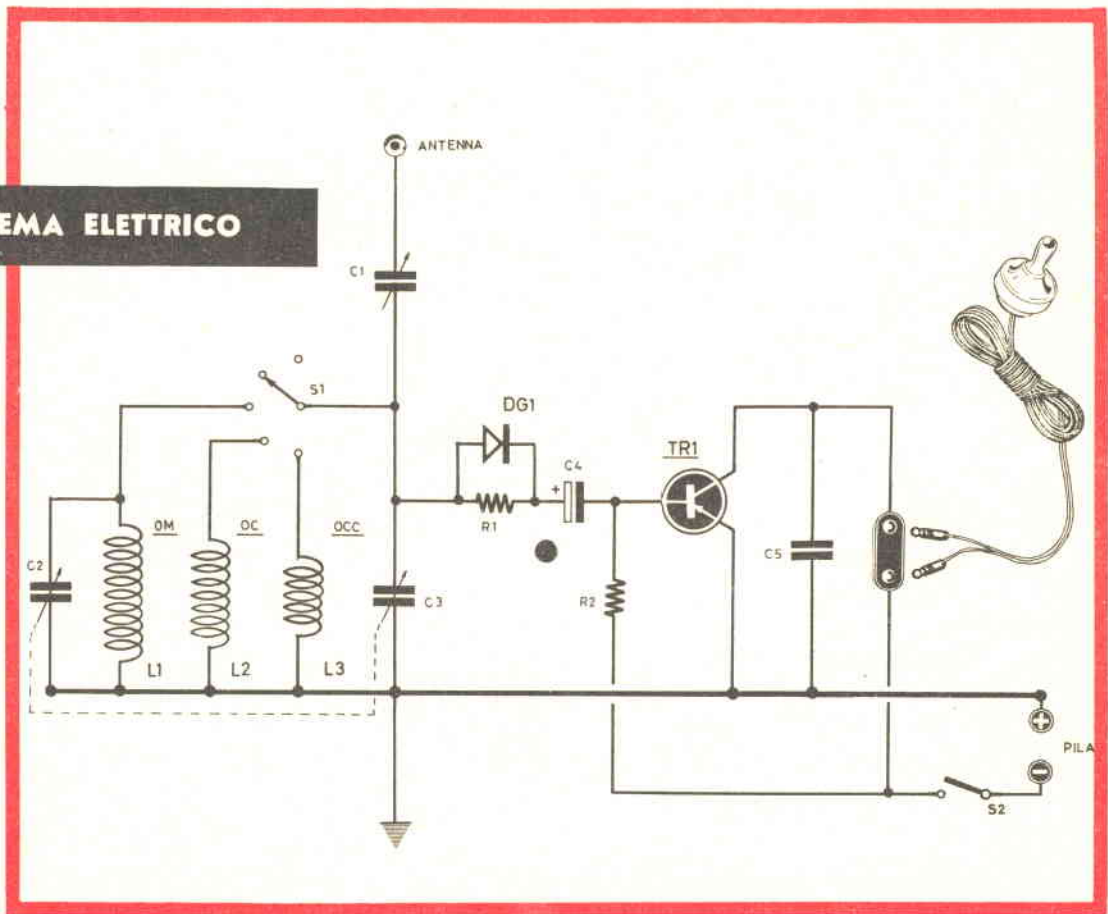 ANTENNA
EMA ELETTRICO
C1
S1
DG1
C4
+
TR1
OM
OC
OCC
R1
C2
C3
C5
R2
L1
L2
L3
+
PILA
-
S2